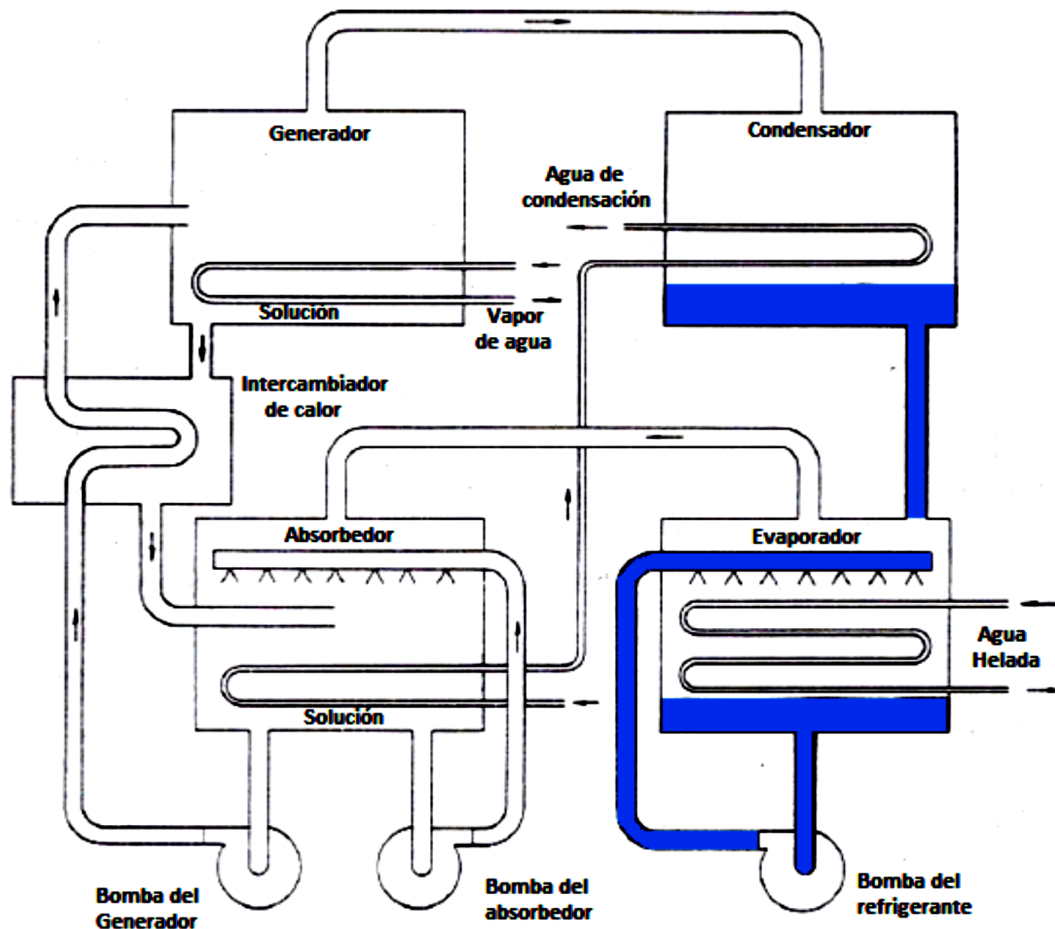 Generador
Condensador
Agua de
condensación
Solución
Vapor
de agua
Intercambiador
de calor
Absorbedor
Evaporador
Agua
Helada
Solución
Bomba del
Generador
Bomba del
absorbedor
Bomba del
refrigerante